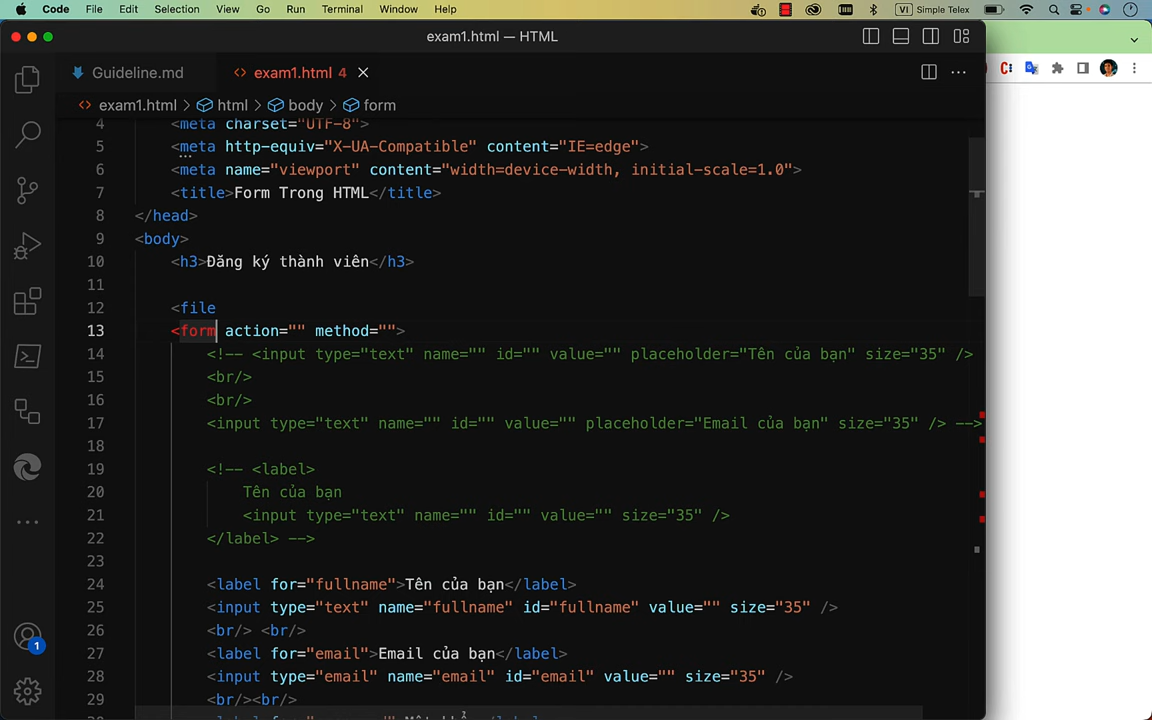 Code File Edit Selection View Go Run Terminal Window Help VI Simple Telex
exam1.html — HTML
Guideline.md <> exam1.html 4
<> exam1.html > html > body > form
4 <meta charset="UTF-8">
5 <meta http-equiv="X-UA-Compatible" content="IE=edge">
6 <meta name="viewport" content="width=device-width, initial-scale=1.0">
7 <title>Form Trong HTML</title>
8 </head>
9 <body>
10 <h3>Đăng ký thành viên</h3>
11
12 <file
13 <form action="" method="">
14 <!-- <input type="text" name="" id="" value="" placeholder="Tên của bạn" size="35" />
15 <br/>
16 <br/>
17 <input type="text" name="" id="" value="" placeholder="Email của bạn" size="35" /> -->
18
19 <!-- <label>
20 Tên của bạn
21 <input type="text" name="" id="" value="" size="35" />
22 </label> -->
23
24 <label for="fullname">Tên của bạn</label>
25 <input type="text" name="fullname" id="fullname" value="" size="35" />
26 <br/> <br/>
27 <label for="email">Email của bạn</label>
28 <input type="email" name="email" id="email" value="" size="35" />
29 <br/><br/>
1